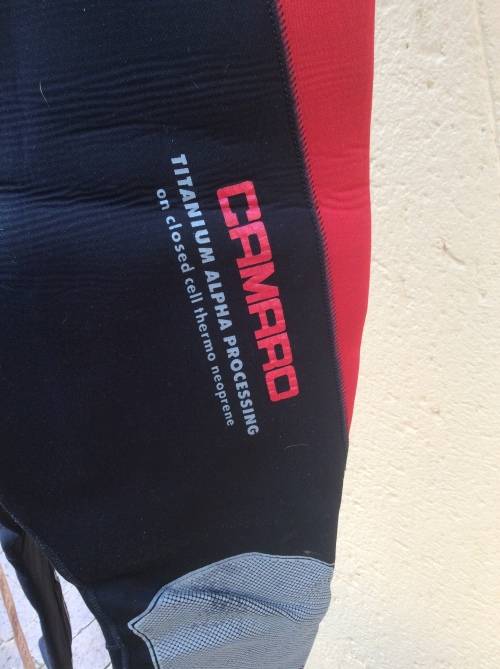 CAMARO
TITANIUM ALPHA PROCESSING
on closed cell thermo neoprene